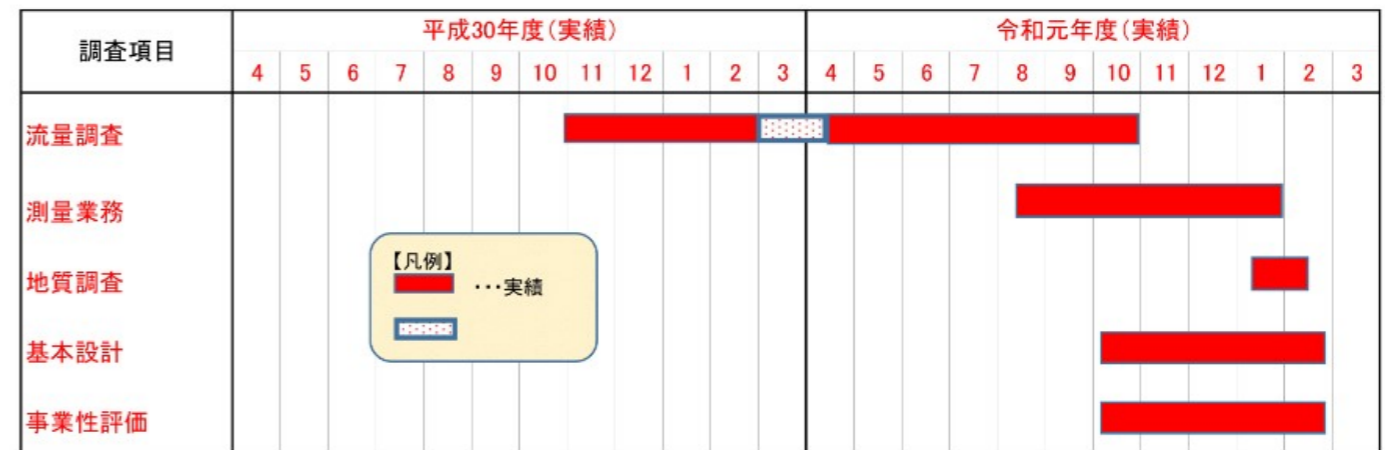 調査項目
平成30年度(実績)
令和元年度(実績)
4 5 6 7 8 9 10 11 12 1 2 3 4 5 6 7 8 9 10 11 12 1 2 3
流量調査
測量業務
地質調査
基本設計
事業性評価
【凡例】
・・・実績